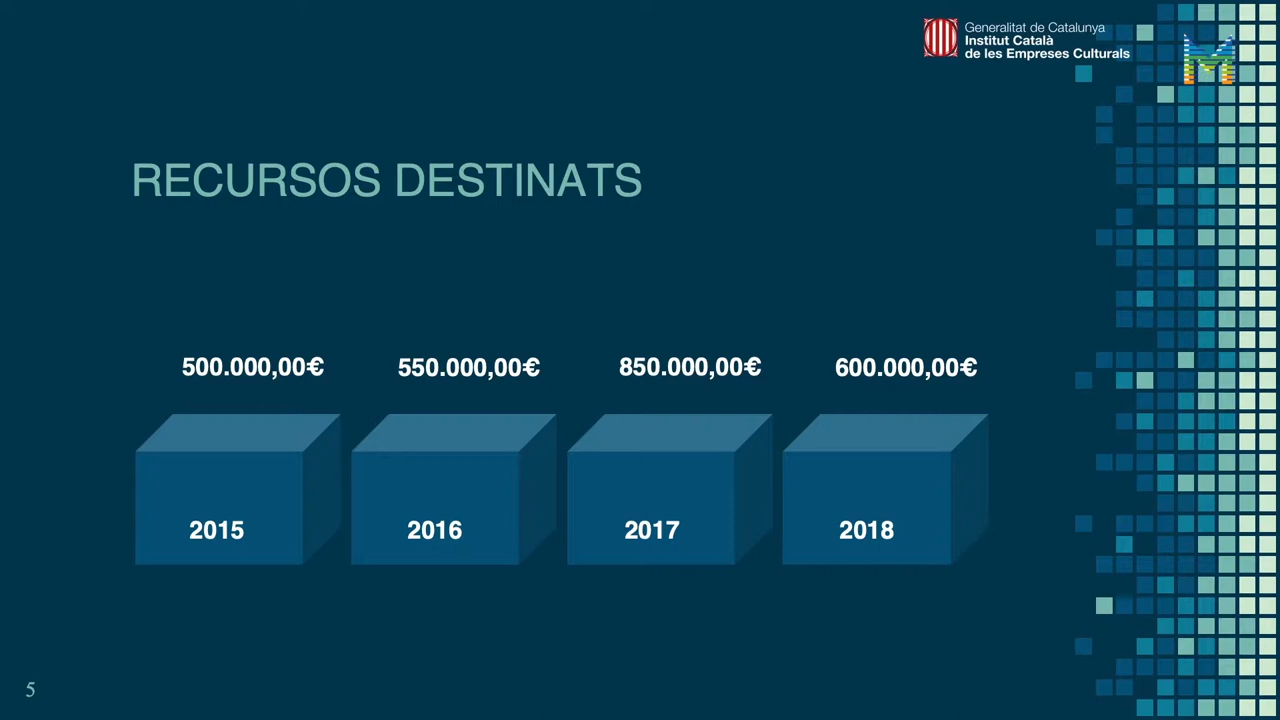 Generalitat de Catalunya
Institut Català
de les Empreses Culturals
RECURSOS DESTINATS
500.000,00€ 550.000,00€ 850.000,00€ 600.000,00€
2015 2016 2017 2018
5